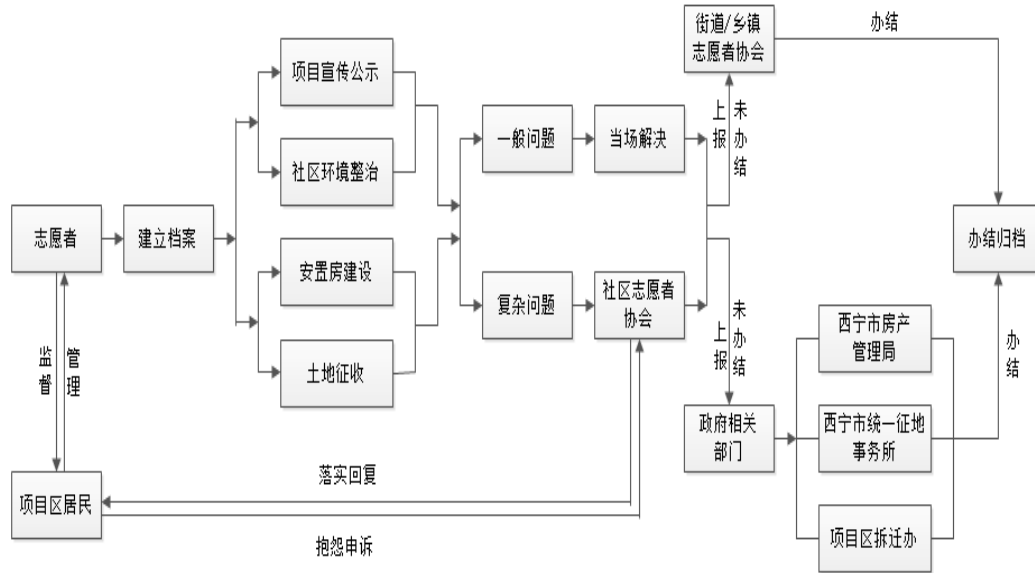 街道/乡镇
志愿者协会
办结
项目宣传公示
上报
未办结
一般问题
当场解决
社区环境整治
志愿者
建立档案
办结归档
安置房建设
复杂问题
社区志愿者
协会
未办结
上报
西宁市房产
管理局
办结
监督
管理
土地征收
政府相关
部门
西宁市统一征地
事务所
落实回复
项目区居民
项目区拆迁办
抱怨申诉